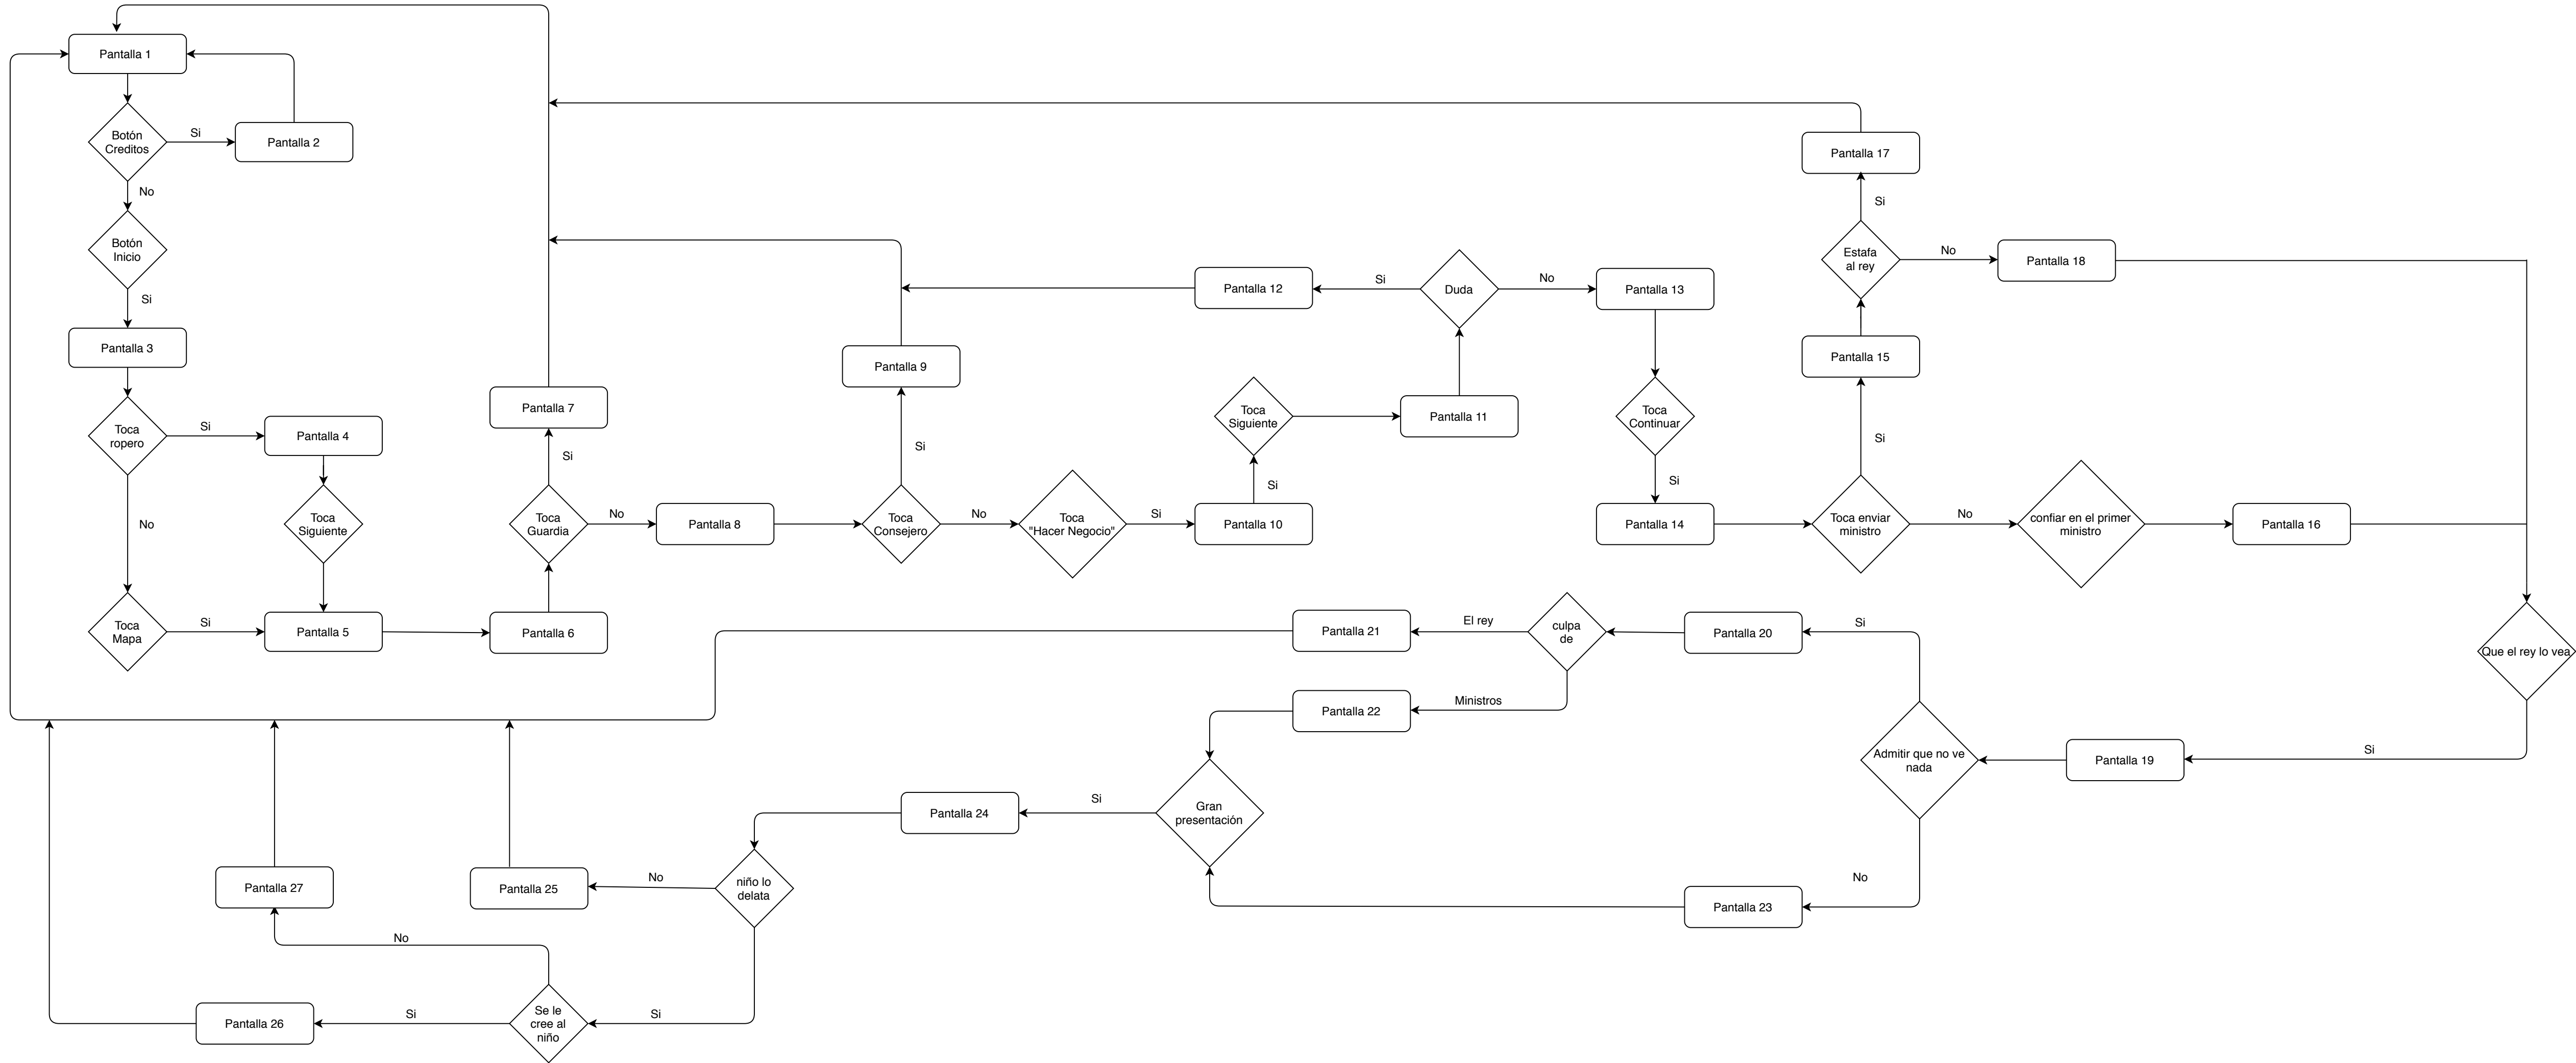 Pantalla 1
Botón
Creditos
Si
Pantalla 2
No
Botón
Inicio
Si
Pantalla 3
Toca
ropero
Si
Pantalla 4
No
Toca
Siguiente
Toca
Mapa
Si
Pantalla 5
Pantalla 6
Toca
Guardia
Si
Pantalla 7
No
Pantalla 8
Toca
Consejero
Si
Pantalla 9
No
Toca
"Hacer Negocio"
Si
Pantalla 10
Si
Toca
Siguiente
Pantalla 11
Duda
Si
Pantalla 12
No
Pantalla 13
Toca
Continuar
Si
Pantalla 14
Toca enviar
ministro
Si
Pantalla 15
Estafa
al rey
Si
Pantalla 17
No
Pantalla 18
No
confiar en el primer
ministro
Pantalla 16
Que el rey lo vea
Si
Pantalla 19
Admitir que no ve
nada
Si
Pantalla 20
culpa
de
El rey
Pantalla 21
Ministros
Pantalla 22
No
Pantalla 23
Gran
presentación
Si
Pantalla 24
niño lo
delata
No
Pantalla 25
Si
Se le
cree al
niño
No
Pantalla 27
Si
Pantalla 26